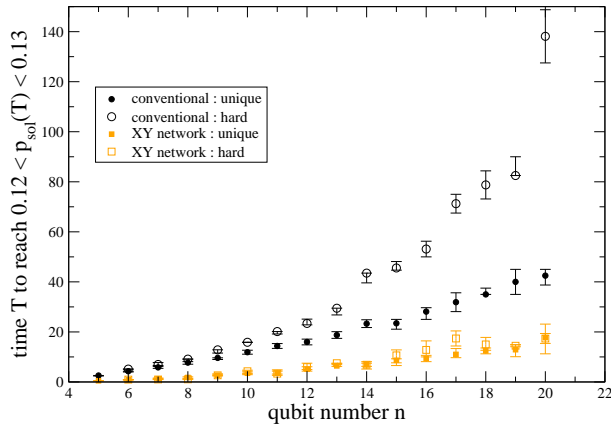 time T to reach 0.12 < p_sol(T) < 0.13
140
120
100
80
60
40
20
0
conventional : unique
conventional : hard
XY network : unique
XY network : hard
4 6 8 10 12 14 16 18 20 22
qubit number n